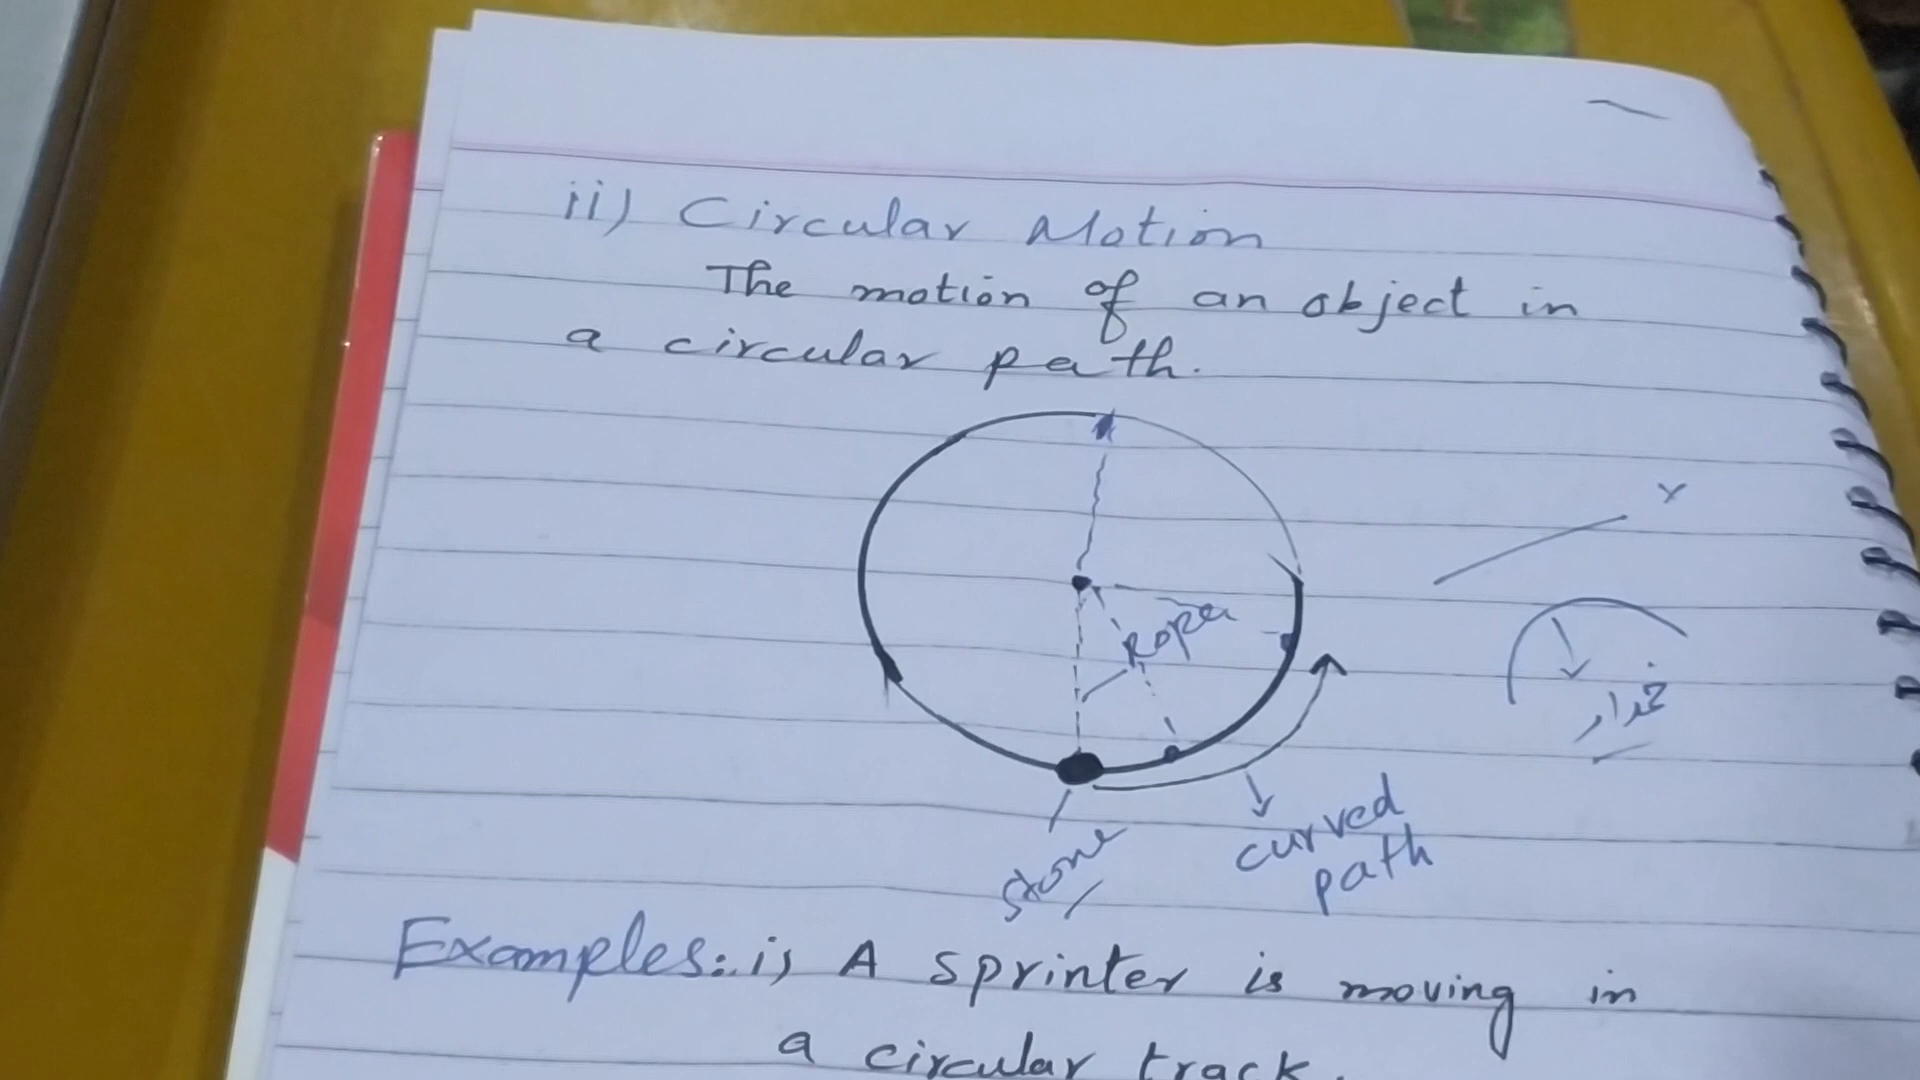 ii) Circular Motion
The motion of an object in
a circular path.
Rope
خمدار
stone
curved
path
Examples: i) A sprinter is moving in
a circular track.